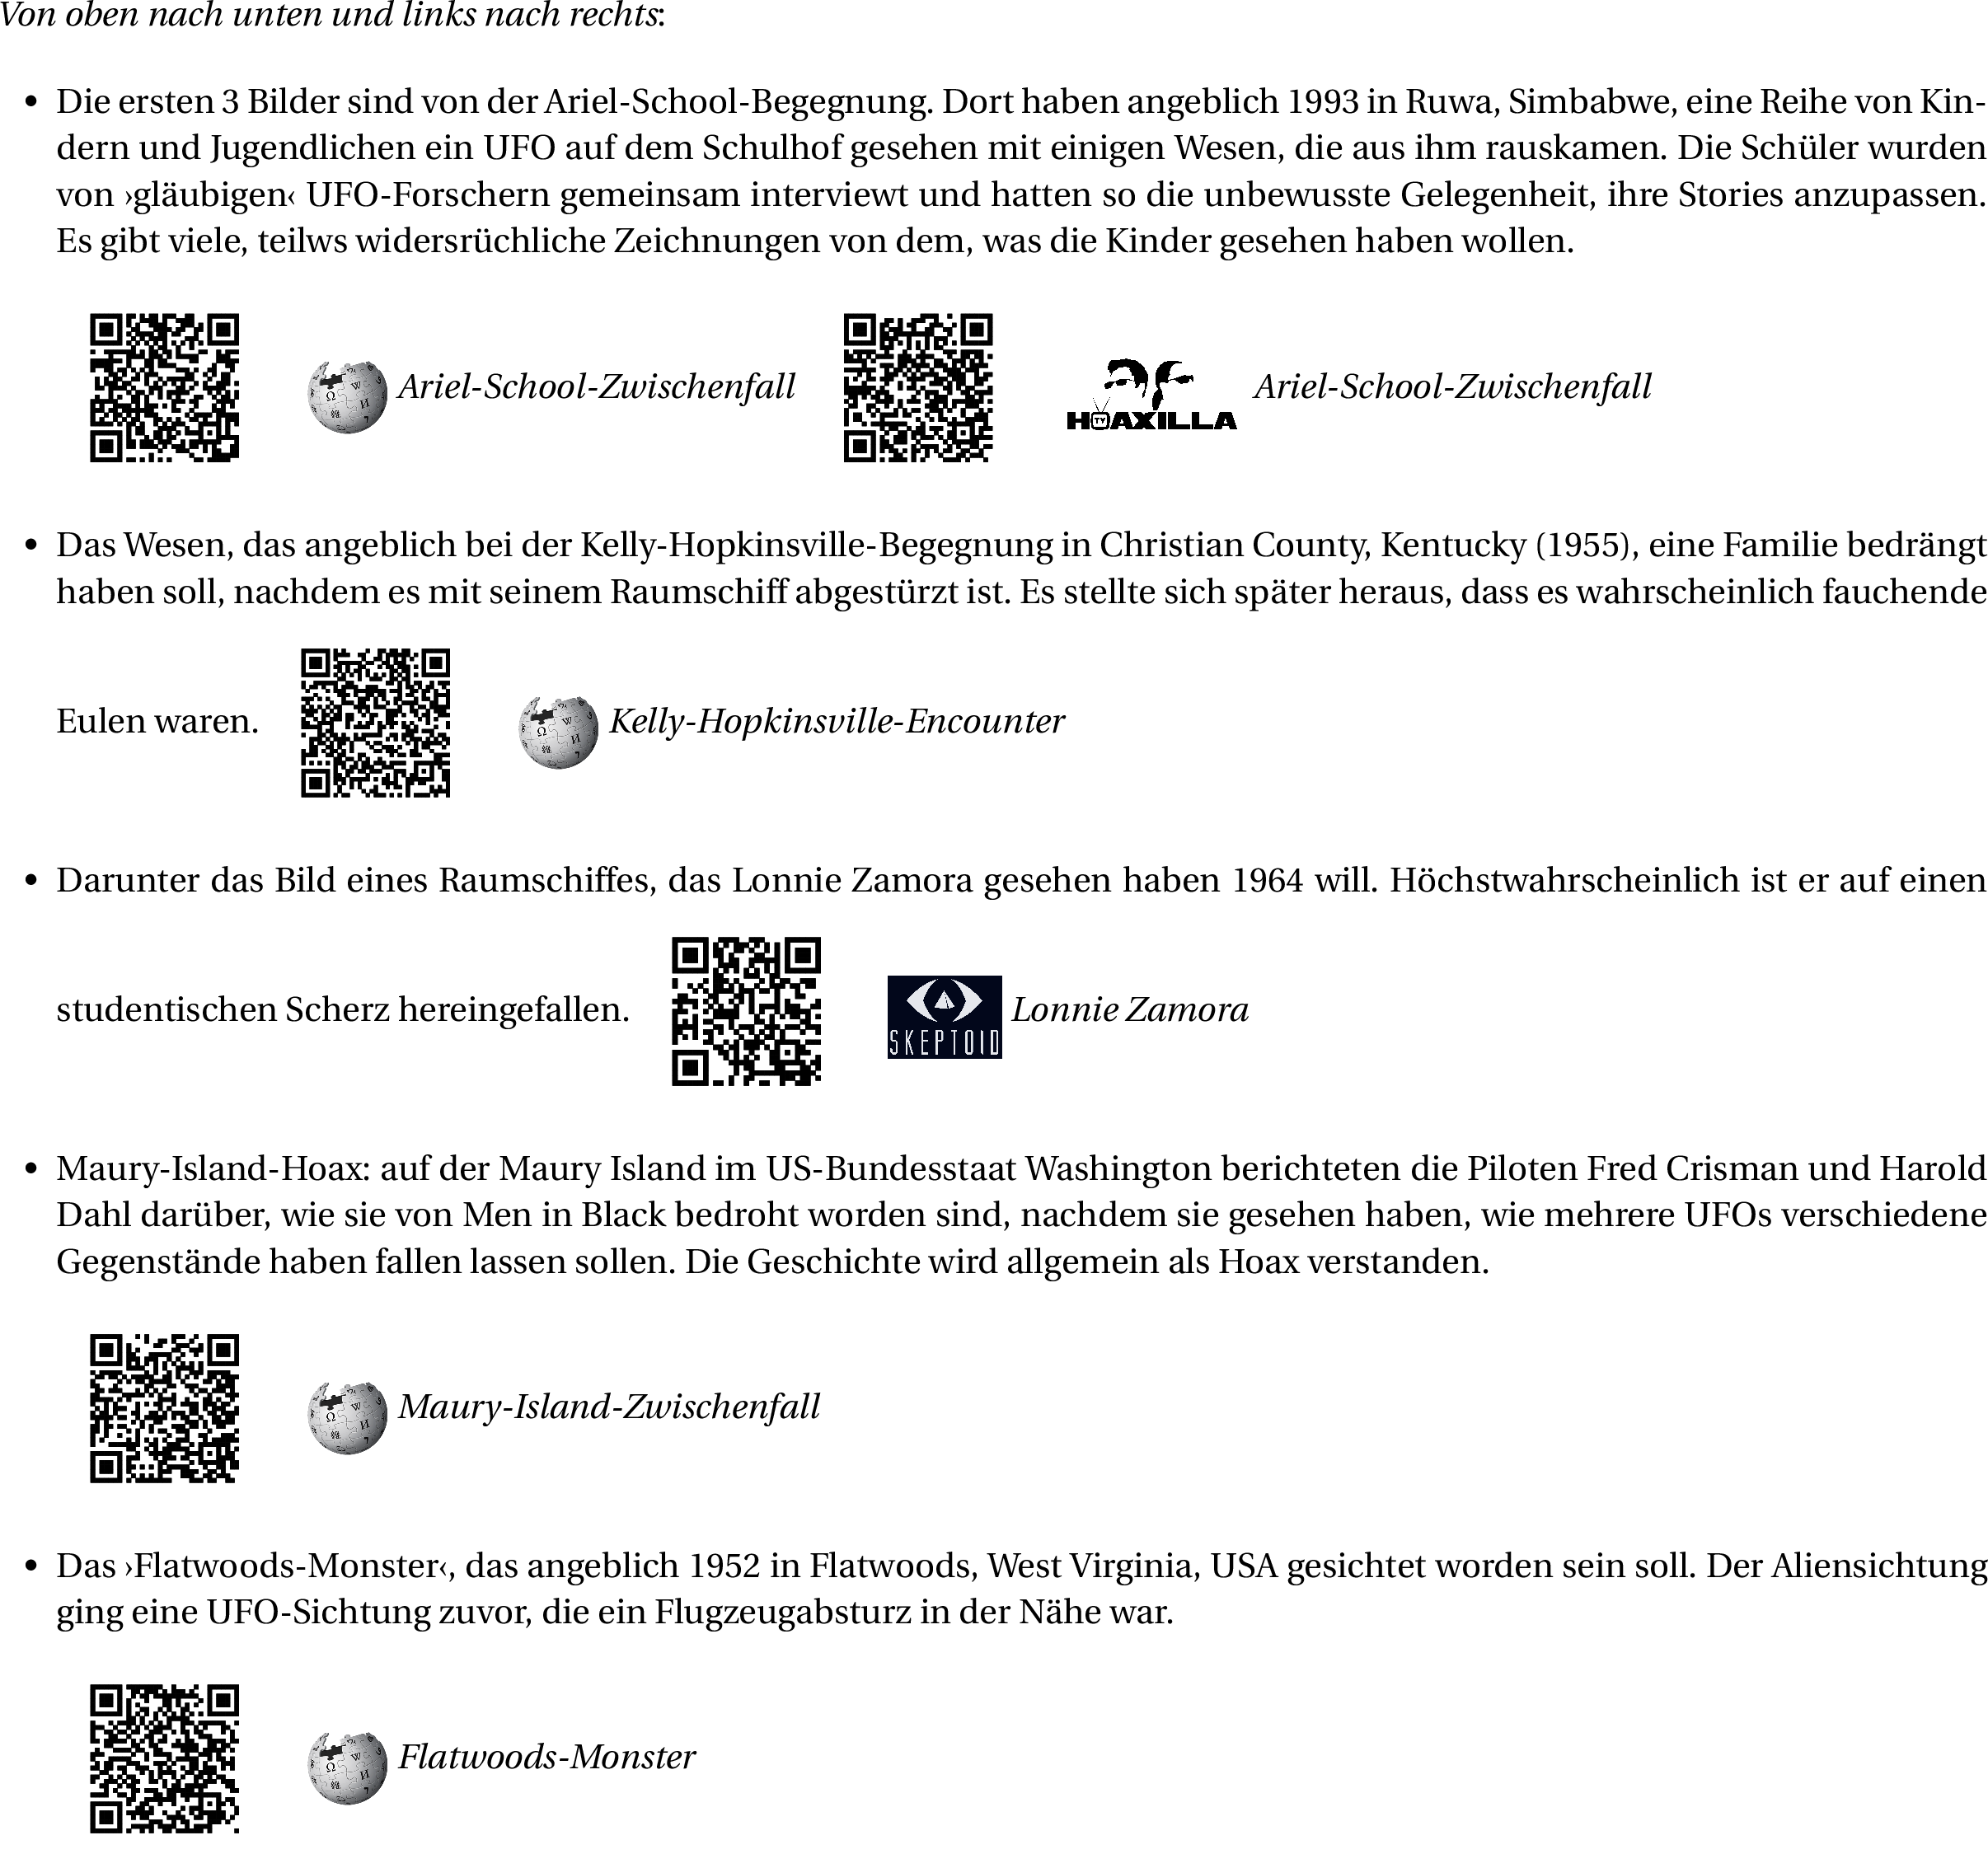 Von oben nach unten und links nach rechts:
• Die ersten 3 Bilder sind von der Ariel-School-Begegnung. Dort haben angeblich 1993 in Ruwa, Simbabwe, eine Reihe von Kin-
dern und Jugendlichen ein UFO auf dem Schulhof gesehen mit einigen Wesen, die aus ihm rauskamen. Die Schüler wurden
von ›gläubigen‹ UFO-Forschern gemeinsam interviewt und hatten so die unbewusste Gelegenheit, ihre Stories anzupassen.
Es gibt viele, teilws widersrüchliche Zeichnungen von dem, was die Kinder gesehen haben wollen.
Ariel-School-Zwischenfall HOAXILLA TV Ariel-School-Zwischenfall
• Das Wesen, das angeblich bei der Kelly-Hopkinsville-Begegnung in Christian County, Kentucky (1955), eine Familie bedrängt
haben soll, nachdem es mit seinem Raumschiff abgestürzt ist. Es stellte sich später heraus, dass es wahrscheinlich fauchende
Eulen waren. Kelly-Hopkinsville-Encounter
• Darunter das Bild eines Raumschiffes, das Lonnie Zamora gesehen haben 1964 will. Höchstwahrscheinlich ist er auf einen
studentischen Scherz hereingefallen. SKEPTOID Lonnie Zamora
• Maury-Island-Hoax: auf der Maury Island im US-Bundesstaat Washington berichteten die Piloten Fred Crisman und Harold
Dahl darüber, wie sie von Men in Black bedroht worden sind, nachdem sie gesehen haben, wie mehrere UFOs verschiedene
Gegenstände haben fallen lassen sollen. Die Geschichte wird allgemein als Hoax verstanden.
Maury-Island-Zwischenfall
• Das ›Flatwoods-Monster‹, das angeblich 1952 in Flatwoods, West Virginia, USA gesichtet worden sein soll. Der Aliensichtung
ging eine UFO-Sichtung zuvor, die ein Flugzeugabsturz in der Nähe war.
Flatwoods-Monster